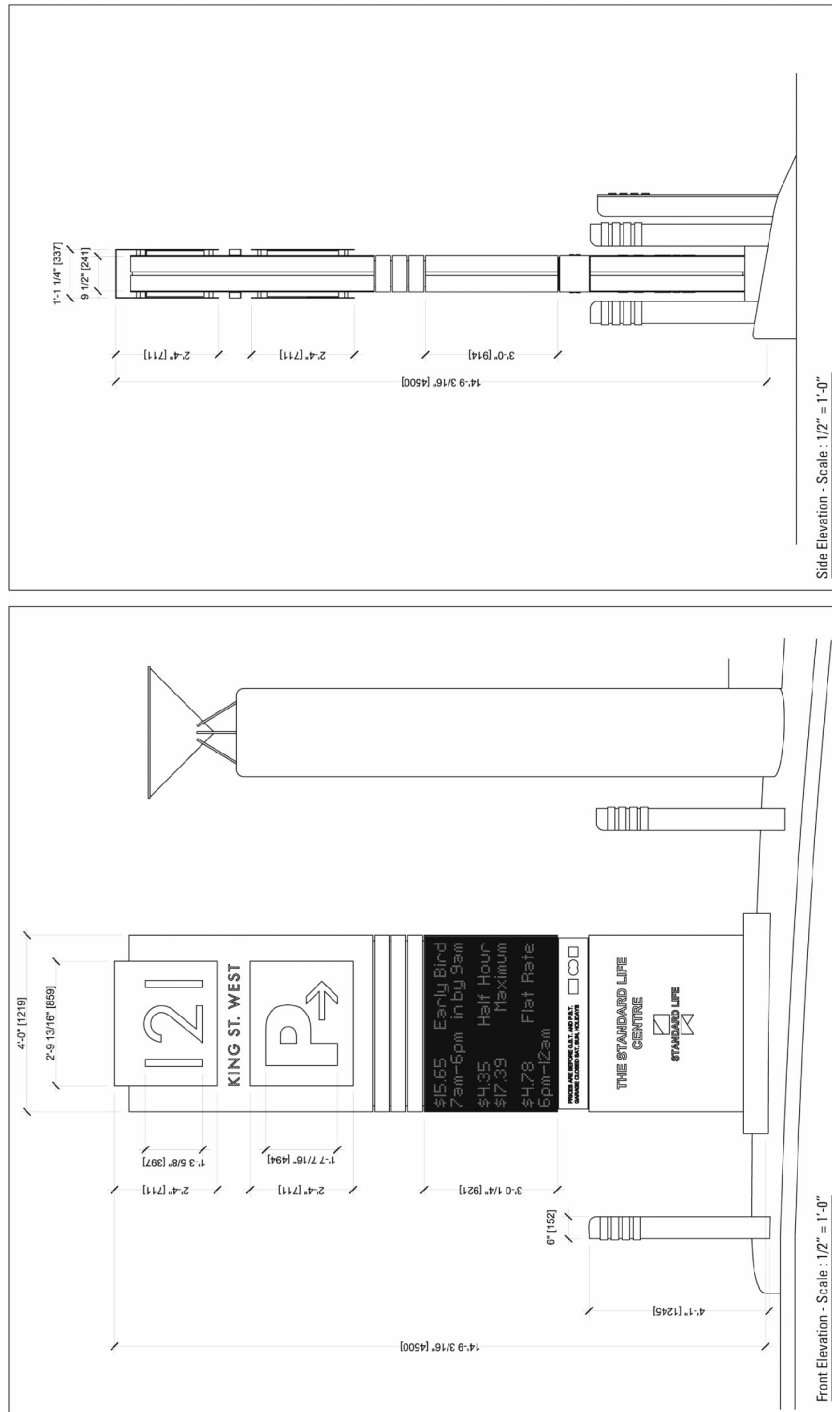 4'-0" [1219]
2'-9 13/16" [859]
121
KING ST. WEST
P
1'-3 5/8" [397]
2'-4" [711]
1'-7 7/16" [494]
2'-4" [711]
3'-0 1/4" [921]
$15.65 Early Bird
7am-6pm in by 9am
$4.35 Half Hour
$17.39 Maximum
$4.78 Flat Rate
6pm-12am
PRICES ARE BEFORE G.S.T. AND P.S.T.
GARAGE CLOSED SAT, SUN, HOLIDAYS
THE STANDARD LIFE
CENTRE
STANDARD LIFE
6" [152]
4'-1" [1245]
14'-9 3/16" [4500]
Front Elevation - Scale : 1/2" = 1'-0"
1'-1 1/4" [337]
9 1/2" [241]
2'-4" [711]
2'-4" [711]
3'-0" [914]
14'-9 3/16" [4500]
Side Elevation - Scale : 1/2" = 1'-0"